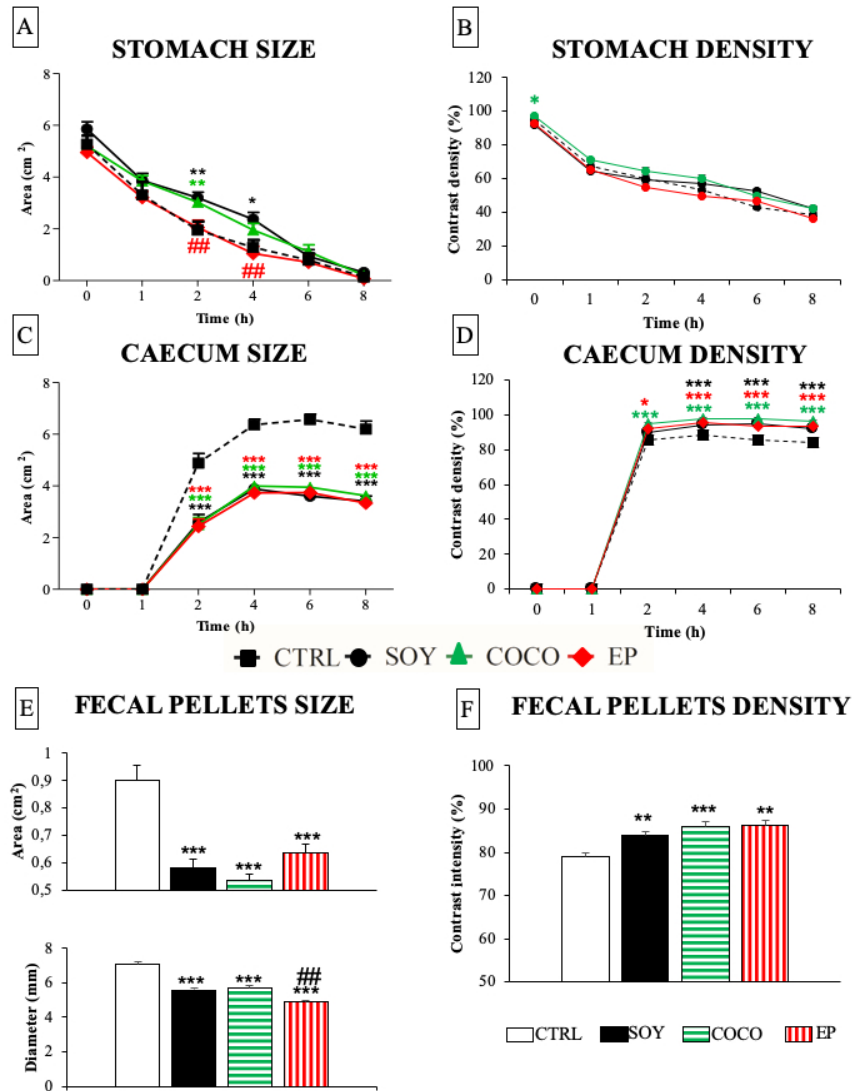 A
STOMACH SIZE
8
6
4
2
0
Area (cm 2)
**
**
*
##
##
0 1 2 4 6 8
Time (h)
B
STOMACH DENSITY
120
100
80
60
40
20
0
Contrast density (%)
*
0 1 2 4 6 8
Time (h)
C
CAECUM SIZE
8
6
4
2
0
Area (cm 2)
*** *** ***
*** *** *** ***
*** *** *** ***
***
0 1 2 4 6 8
Time (h)
D
CAECUM DENSITY
120
100
80
60
40
20
0
Contrast density (%)
*** *** ***
* *** *** ***
*** *** *** ***
0 1 2 4 6 8
Time (h)
CTRL SOY COCO EP
E
FECAL PELLETS SIZE
1
0,9
0,8
0,7
0,6
0,5
Area (cm2)
*** *** ***
8
6
4
2
0
Diameter (mm)
##
*** *** ***
F
FECAL PELLETS DENSITY
100
90
80
70
60
50
Contrast intensity (%)
** *** **
CTRL SOY COCO EP